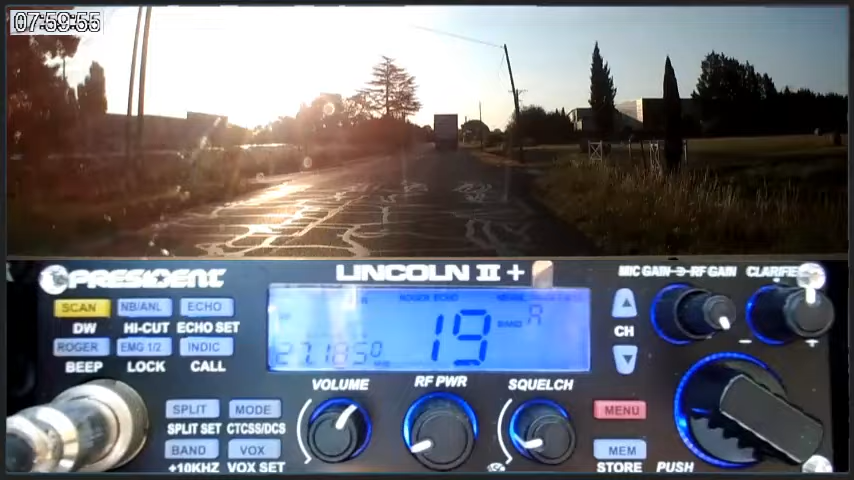 07:59:55
PRESIDENT
LINCOLN II +
MIC GAIN RF GAIN
CLARIFIER
SCAN
NB/ANL
ECHO
DW
HI-CUT
ECHO SET
ROGER
EMG 1/2
INDIC
BEEP
LOCK
CALL
ROGER ECHO
19
BAND
A
27.1850
CH
VOLUME
RF PWR
SQUELCH
SPLIT
MODE
SPLIT SET
CTCSS/DCS
BAND
VOX
+10KHZ
VOX SET
MENU
MEM
STORE
PUSH
- +